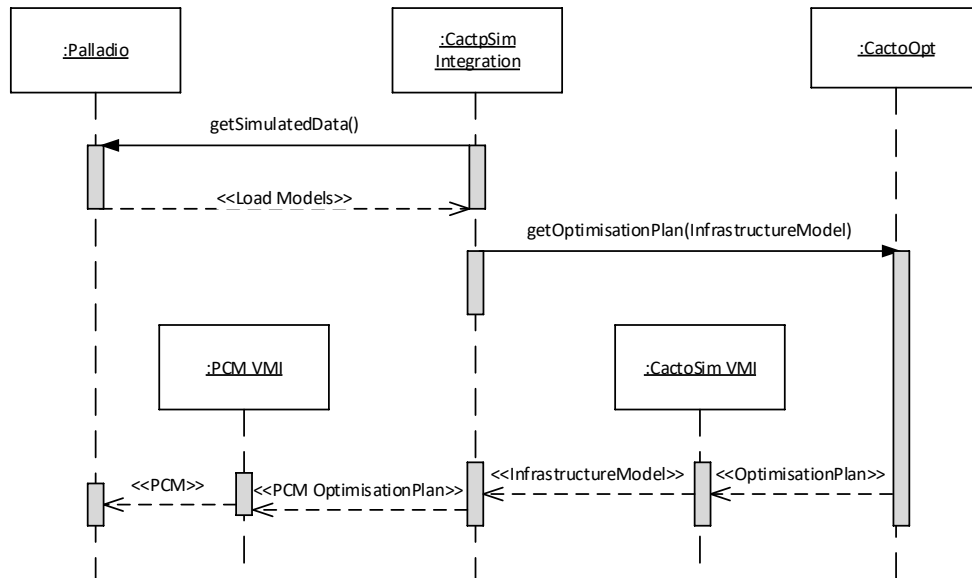 :Palladio
:CactpSim
Integration
:CactoOpt
getSimulatedData()
<<Load Models>>
getOptimisationPlan(InfrastructureModel)
:PCM VMI
:CactoSim VMI
<<PCM>>
<<PCM OptimisationPlan>>
<<InfrastructureModel>>
<<OptimisationPlan>>